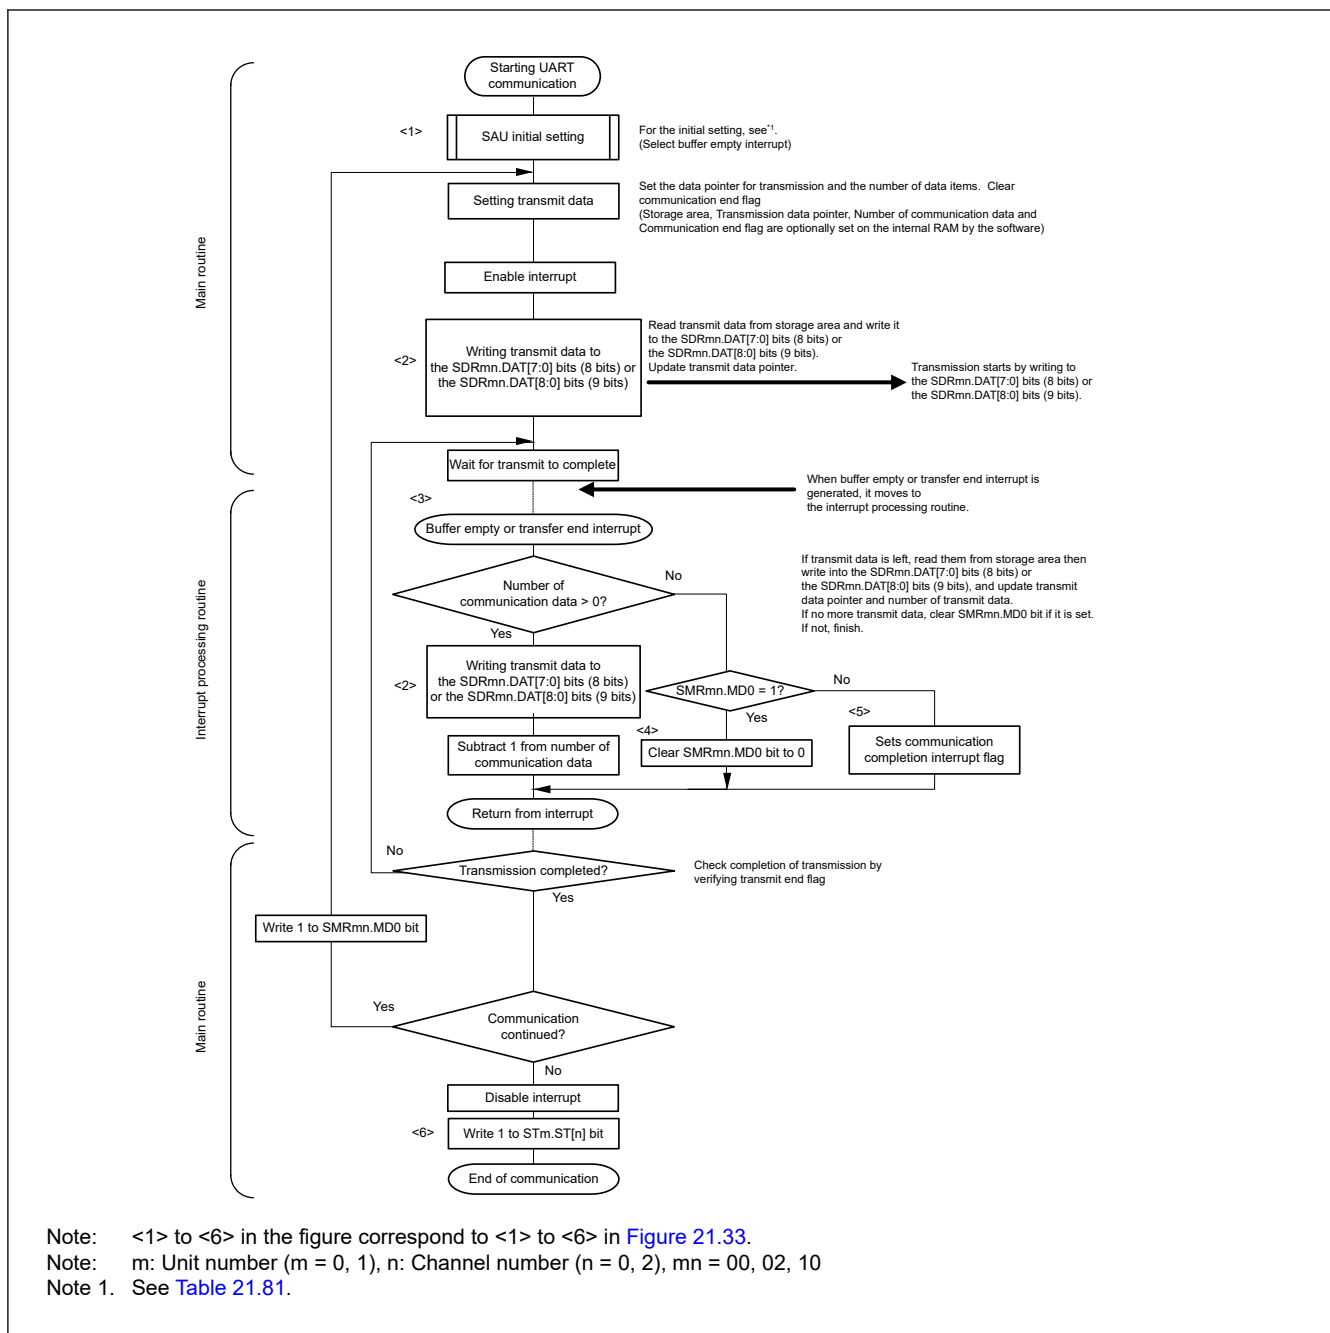 Starting UART
communication
<1>
SAU initial setting
For the initial setting, see*1.
(Select buffer empty interrupt)
Setting transmit data
Set the data pointer for transmission and the number of data items.  Clear
communication end flag
(Storage area, Transmission data pointer, Number of communication data and
Communication end flag are optionally set on the internal RAM by the software)
Main routine
Enable interrupt
<2>
Writing transmit data to
the SDRmn.DAT[7:0] bits (8 bits) or
the SDRmn.DAT[8:0] bits (9 bits)
Read transmit data from storage area and write it
to the SDRmn.DAT[7:0] bits (8 bits) or
the SDRmn.DAT[8:0] bits (9 bits).
Update transmit data pointer.
Transmission starts by writing to
the SDRmn.DAT[7:0] bits (8 bits) or
the SDRmn.DAT[8:0] bits (9 bits).
Wait for transmit to complete
<3>
When buffer empty or transfer end interrupt is
generated, it moves to
the interrupt processing routine.
Buffer empty or transfer end interrupt
Interrupt processing routine
Number of
communication data > 0?
No
Yes
If transmit data is left, read them from storage area then
write into the SDRmn.DAT[7:0] bits (8 bits) or
the SDRmn.DAT[8:0] bits (9 bits), and update transmit
data pointer and number of transmit data.
If no more transmit data, clear SMRmn.MD0 bit if it is set.
If not, finish.
<2>
Writing transmit data to
the SDRmn.DAT[7:0] bits (8 bits)
or the SDRmn.DAT[8:0] bits (9 bits)
SMRmn.MD0 = 1?
No
Yes
<4>
<5>
Subtract 1 from number of
communication data
Clear SMRmn.MD0 bit to 0
Sets communication
completion interrupt flag
Return from interrupt
No
Transmission completed?
Yes
Check completion of transmission by
verifying transmit end flag
Write 1 to SMRmn.MD0 bit
Main routine
Yes
Communication
continued?
No
Disable interrupt
<6>
Write 1 to STm.ST[n] bit
End of communication
Note: <1> to <6> in the figure correspond to <1> to <6> in Figure 21.33.
Note: m: Unit number (m = 0, 1), n: Channel number (n = 0, 2), mn = 00, 02, 10
Note 1. See Table 21.81.